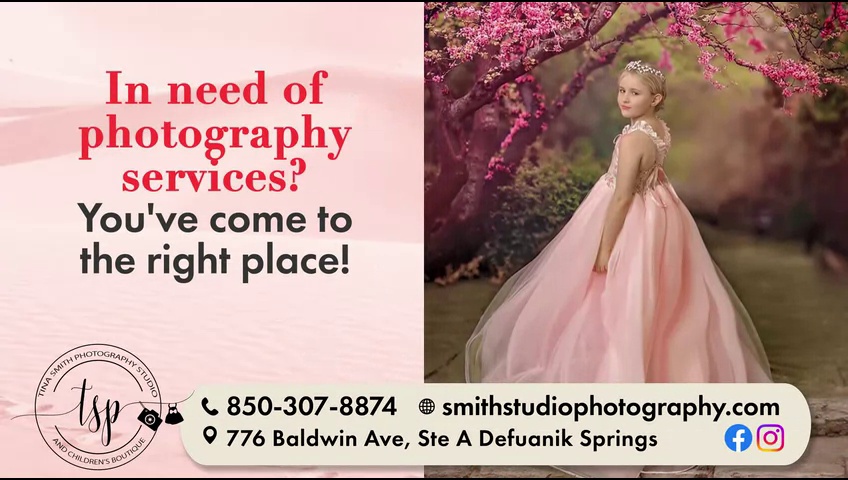 In need of
photography
services?
You've come to
the right place!
TINA SMITH PHOTOGRAPHY STUDIO
tsp
AND CHILDREN'S BOUTIQUE
850-307-8874 smithstudiophotography.com
776 Baldwin Ave, Ste A Defuanik Springs